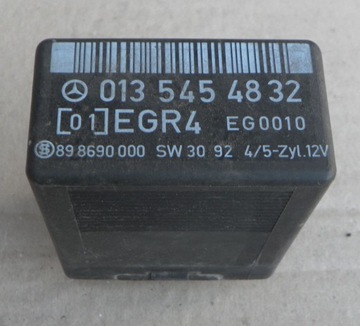 013 545 48 32
[01] EGR4 EG0010
89 8690 000 SW 30 92 4/5-Zyl.12V